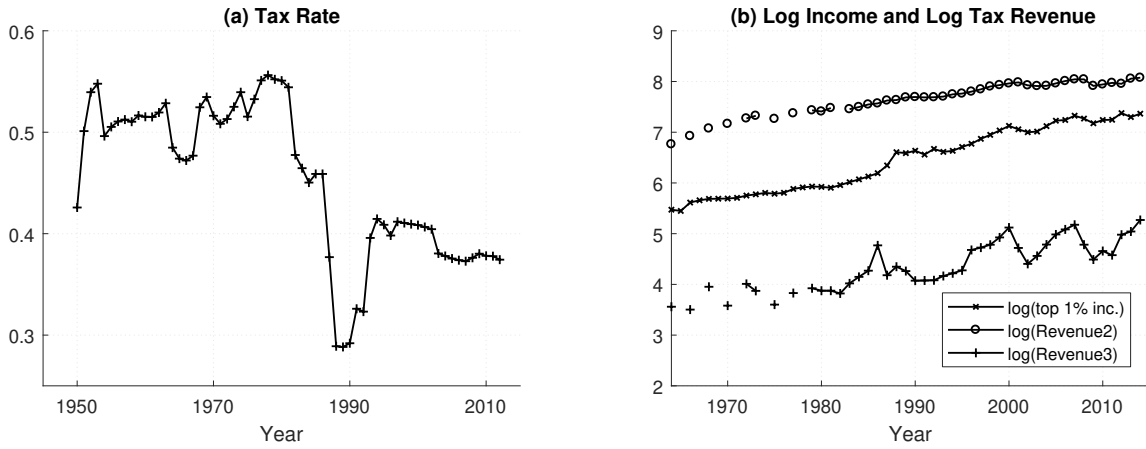 (a) Tax Rate
0.6
0.5
0.4
0.3
1950 1970 1990 2010
Year
(b) Log Income and Log Tax Revenue
9
8
7
6
5
4
3
2
log(top 1% inc.)
log(Revenue2)
log(Revenue3)
1970 1980 1990 2000 2010
Year